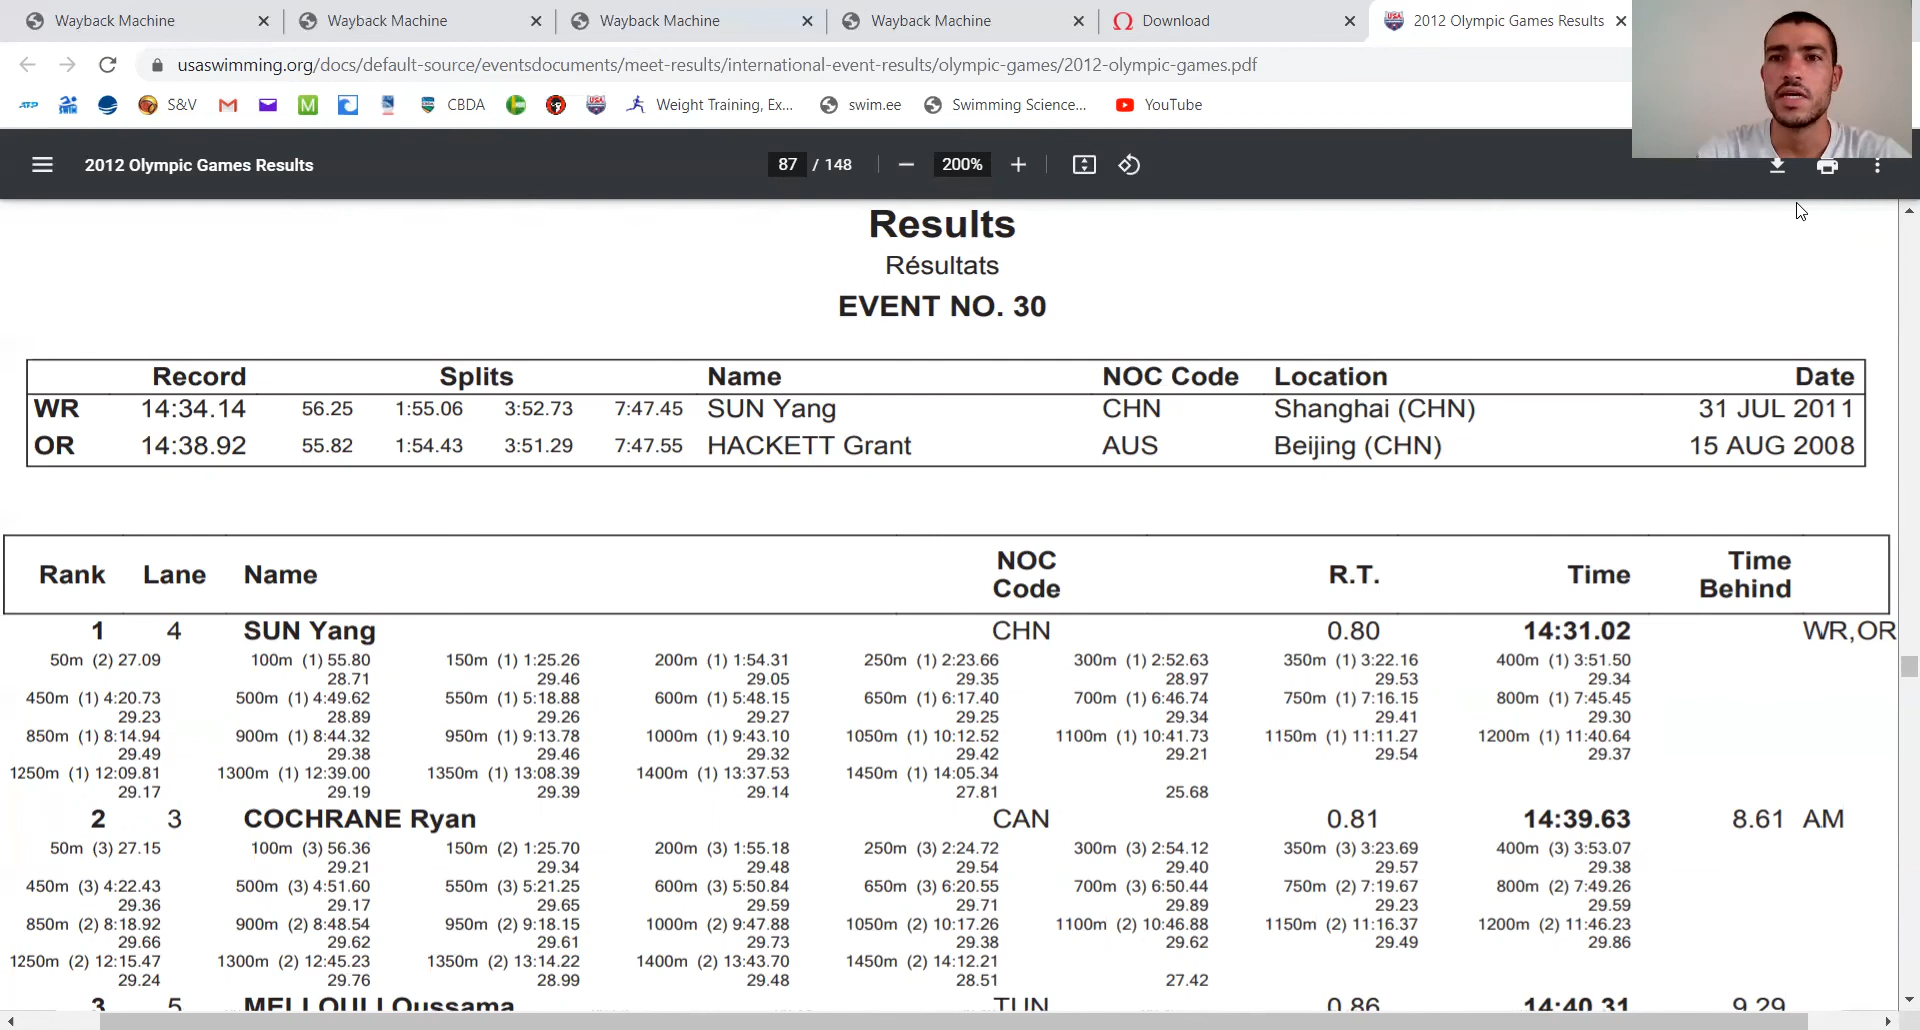 Wayback Machine
Wayback Machine
Wayback Machine
Wayback Machine
Download
2012 Olympic Games Results
usaswimming.org/docs/default-source/eventsdocuments/meet-results/international-event-results/olympic-games/2012-olympic-games.pdf
ATP SWIM S&V M M CBDA USA Weight Training, Ex... swim.ee Swimming Science... YouTube
2012 Olympic Games Results 87 / 148 200%
Results
Résultats
EVENT NO. 30
Record Splits Name NOC Code Location Date
WR 14:34.14 56.25 1:55.06 3:52.73 7:47.45 SUN Yang CHN Shanghai (CHN) 31 JUL 2011
OR 14:38.92 55.82 1:54.43 3:51.29 7:47.55 HACKETT Grant AUS Beijing (CHN) 15 AUG 2008
Rank Lane Name NOC Code R.T. Time Time Behind
1 4 SUN Yang CHN 0.80 14:31.02 WR,OR
50m (2) 27.09 100m (1) 55.80 150m (1) 1:25.26 200m (1) 1:54.31 250m (1) 2:23.66 300m (1) 2:52.63 350m (1) 3:22.16 400m (1) 3:51.50
28.71 29.46 29.05 29.35 28.97 29.53 29.34
450m (1) 4:20.73 500m (1) 4:49.62 550m (1) 5:18.88 600m (1) 5:48.15 650m (1) 6:17.40 700m (1) 6:46.74 750m (1) 7:16.15 800m (1) 7:45.45
29.23 28.89 29.26 29.27 29.25 29.34 29.41 29.30
850m (1) 8:14.94 900m (1) 8:44.32 950m (1) 9:13.78 1000m (1) 9:43.10 1050m (1) 10:12.52 1100m (1) 10:41.73 1150m (1) 11:11.27 1200m (1) 11:40.64
29.49 29.38 29.46 29.32 29.42 29.21 29.54 29.37
1250m (1) 12:09.81 1300m (1) 12:39.00 1350m (1) 13:08.39 1400m (1) 13:37.53 1450m (1) 14:05.34
29.17 29.19 29.39 29.14 27.81 25.68
2 3 COCHRANE Ryan CAN 0.81 14:39.63 8.61 AM
50m (3) 27.15 100m (3) 56.36 150m (2) 1:25.70 200m (3) 1:55.18 250m (3) 2:24.72 300m (3) 2:54.12 350m (3) 3:23.69 400m (3) 3:53.07
29.21 29.34 29.48 29.54 29.40 29.57 29.38
450m (3) 4:22.43 500m (3) 4:51.60 550m (3) 5:21.25 600m (3) 5:50.84 650m (3) 6:20.55 700m (3) 6:50.44 750m (2) 7:19.67 800m (2) 7:49.26
29.36 29.17 29.65 29.59 29.71 29.89 29.23 29.59
850m (2) 8:18.92 900m (2) 8:48.54 950m (2) 9:18.15 1000m (2) 9:47.88 1050m (2) 10:17.26 1100m (2) 10:46.88 1150m (2) 11:16.37 1200m (2) 11:46.23
29.66 29.62 29.61 29.73 29.38 29.62 29.49 29.86
1250m (2) 12:15.47 1300m (2) 12:45.23 1350m (2) 13:14.22 1400m (2) 13:43.70 1450m (2) 14:12.21
29.24 29.76 28.99 29.48 28.51 27.42
3 5 MELLOULI Oussama TUN 0.86 14:40.31 9.29